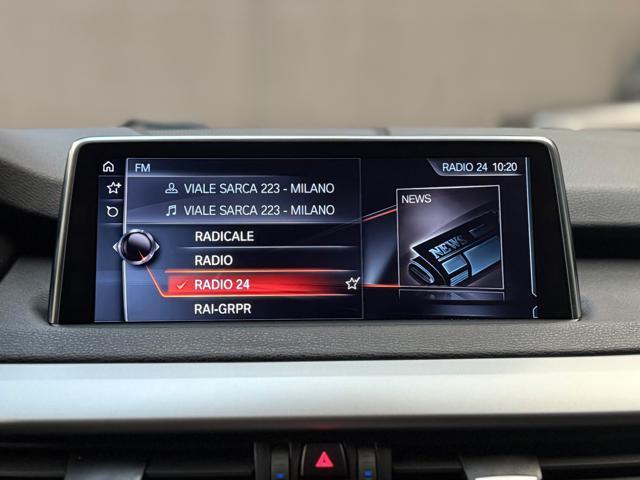 FM
RADIO 24 10:20
VIALE SARCA 223 - MILANO
VIALE SARCA 223 - MILANO
RADICALE
RADIO
RADIO 24
RAI-GRPR
NEWS
NEWS